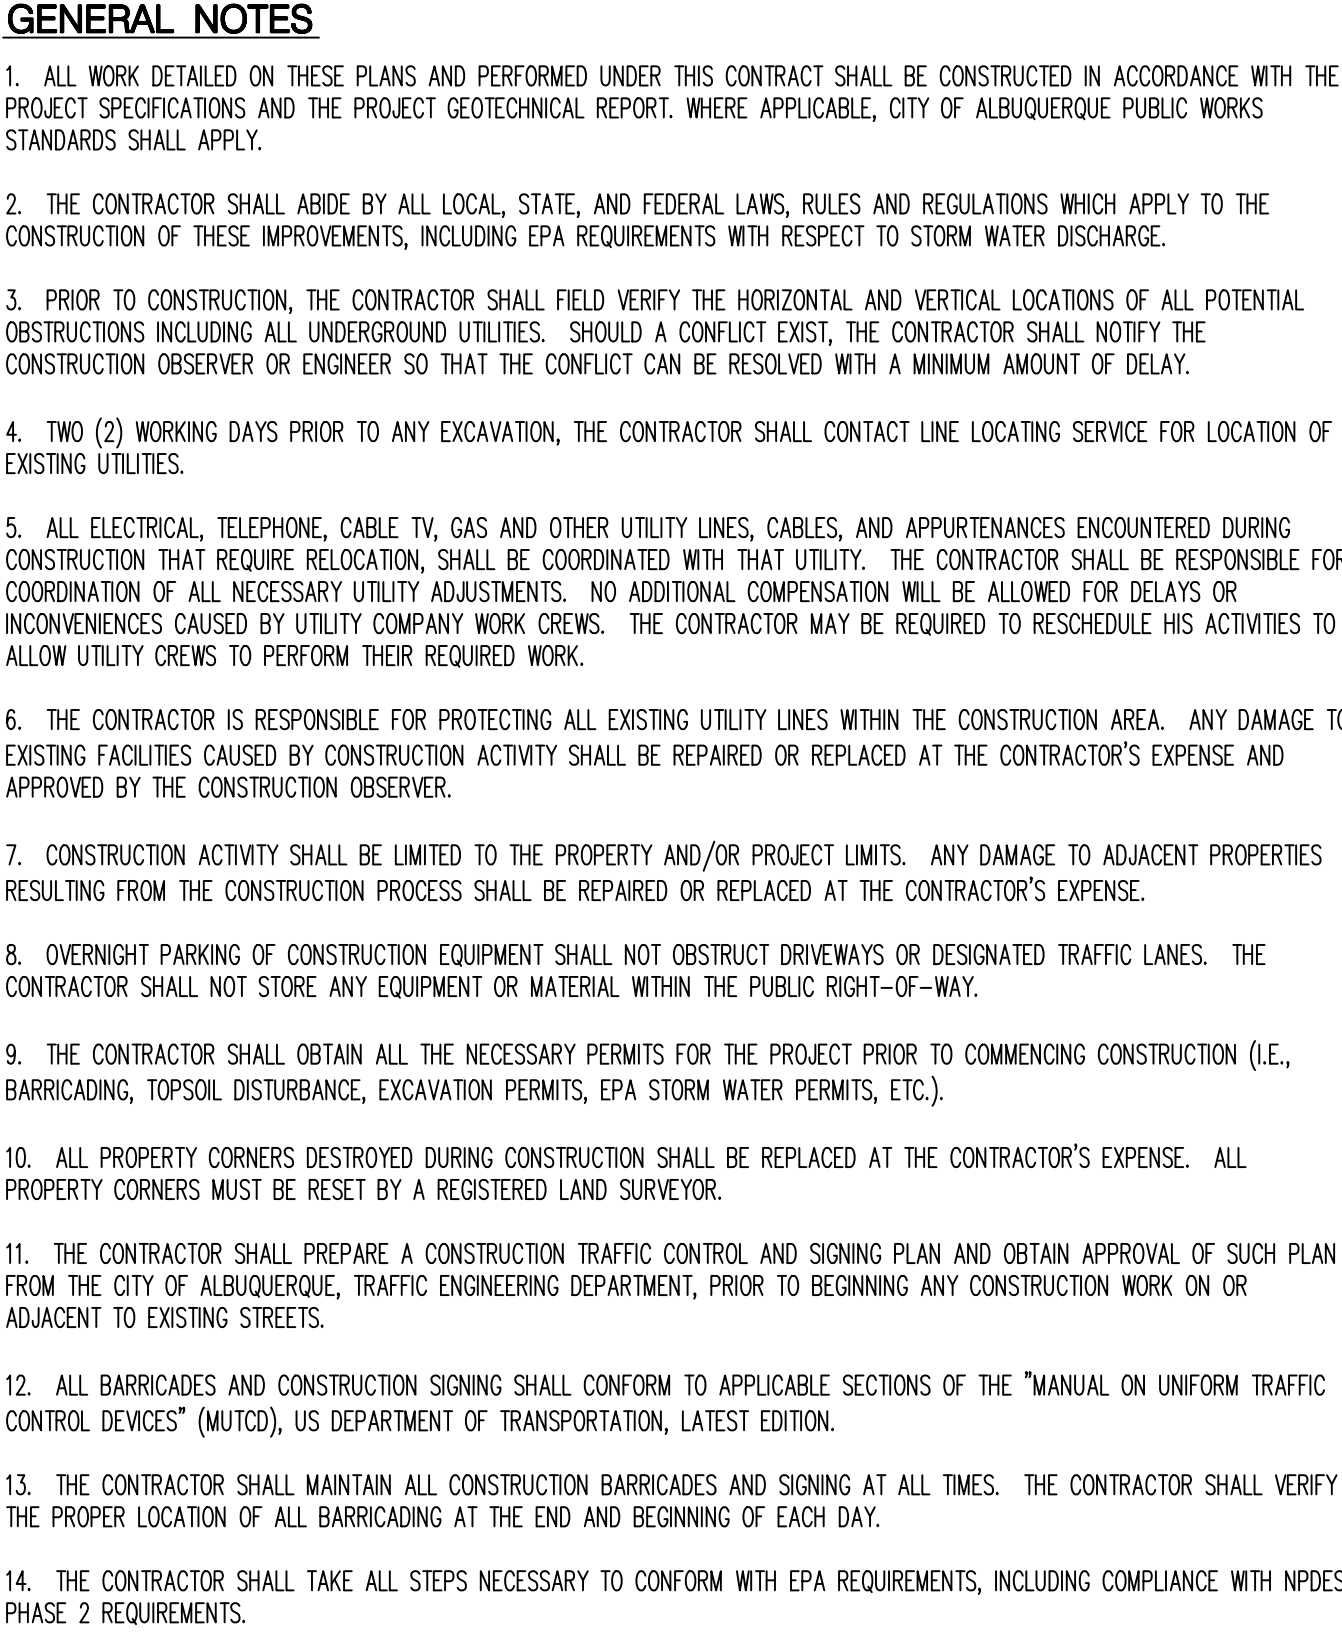 GENERAL NOTES
1. ALL WORK DETAILED ON THESE PLANS AND PERFORMED UNDER THIS CONTRACT SHALL BE CONSTRUCTED IN ACCORDANCE WITH THE
PROJECT SPECIFICATIONS AND THE PROJECT GEOTECHNICAL REPORT. WHERE APPLICABLE, CITY OF ALBUQUERQUE PUBLIC WORKS
STANDARDS SHALL APPLY.
2. THE CONTRACTOR SHALL ABIDE BY ALL LOCAL, STATE, AND FEDERAL LAWS, RULES AND REGULATIONS WHICH APPLY TO THE
CONSTRUCTION OF THESE IMPROVEMENTS, INCLUDING EPA REQUIREMENTS WITH RESPECT TO STORM WATER DISCHARGE.
3. PRIOR TO CONSTRUCTION, THE CONTRACTOR SHALL FIELD VERIFY THE HORIZONTAL AND VERTICAL LOCATIONS OF ALL POTENTIAL
OBSTRUCTIONS INCLUDING ALL UNDERGROUND UTILITIES. SHOULD A CONFLICT EXIST, THE CONTRACTOR SHALL NOTIFY THE
CONSTRUCTION OBSERVER OR ENGINEER SO THAT THE CONFLICT CAN BE RESOLVED WITH A MINIMUM AMOUNT OF DELAY.
4. TWO (2) WORKING DAYS PRIOR TO ANY EXCAVATION, THE CONTRACTOR SHALL CONTACT LINE LOCATING SERVICE FOR LOCATION OF
EXISTING UTILITIES.
5. ALL ELECTRICAL, TELEPHONE, CABLE TV, GAS AND OTHER UTILITY LINES, CABLES, AND APPURTENANCES ENCOUNTERED DURING
CONSTRUCTION THAT REQUIRE RELOCATION, SHALL BE COORDINATED WITH THAT UTILITY. THE CONTRACTOR SHALL BE RESPONSIBLE FOR
COORDINATION OF ALL NECESSARY UTILITY ADJUSTMENTS. NO ADDITIONAL COMPENSATION WILL BE ALLOWED FOR DELAYS OR
INCONVENIENCES CAUSED BY UTILITY COMPANY WORK CREWS. THE CONTRACTOR MAY BE REQUIRED TO RESCHEDULE HIS ACTIVITIES TO
ALLOW UTILITY CREWS TO PERFORM THEIR REQUIRED WORK.
6. THE CONTRACTOR IS RESPONSIBLE FOR PROTECTING ALL EXISTING UTILITY LINES WITHIN THE CONSTRUCTION AREA. ANY DAMAGE TO
EXISTING FACILITIES CAUSED BY CONSTRUCTION ACTIVITY SHALL BE REPAIRED OR REPLACED AT THE CONTRACTOR'S EXPENSE AND
APPROVED BY THE CONSTRUCTION OBSERVER.
7. CONSTRUCTION ACTIVITY SHALL BE LIMITED TO THE PROPERTY AND/OR PROJECT LIMITS. ANY DAMAGE TO ADJACENT PROPERTIES
RESULTING FROM THE CONSTRUCTION PROCESS SHALL BE REPAIRED OR REPLACED AT THE CONTRACTOR'S EXPENSE.
8. OVERNIGHT PARKING OF CONSTRUCTION EQUIPMENT SHALL NOT OBSTRUCT DRIVEWAYS OR DESIGNATED TRAFFIC LANES. THE
CONTRACTOR SHALL NOT STORE ANY EQUIPMENT OR MATERIAL WITHIN THE PUBLIC RIGHT-OF-WAY.
9. THE CONTRACTOR SHALL OBTAIN ALL THE NECESSARY PERMITS FOR THE PROJECT PRIOR TO COMMENCING CONSTRUCTION (I.E.,
BARRICADING, TOPSOIL DISTURBANCE, EXCAVATION PERMITS, EPA STORM WATER PERMITS, ETC.).
10. ALL PROPERTY CORNERS DESTROYED DURING CONSTRUCTION SHALL BE REPLACED AT THE CONTRACTOR'S EXPENSE. ALL
PROPERTY CORNERS MUST BE RESET BY A REGISTERED LAND SURVEYOR.
11. THE CONTRACTOR SHALL PREPARE A CONSTRUCTION TRAFFIC CONTROL AND SIGNING PLAN AND OBTAIN APPROVAL OF SUCH PLAN
FROM THE CITY OF ALBUQUERQUE, TRAFFIC ENGINEERING DEPARTMENT, PRIOR TO BEGINNING ANY CONSTRUCTION WORK ON OR
ADJACENT TO EXISTING STREETS.
12. ALL BARRICADES AND CONSTRUCTION SIGNING SHALL CONFORM TO APPLICABLE SECTIONS OF THE "MANUAL ON UNIFORM TRAFFIC
CONTROL DEVICES" (MUTCD), US DEPARTMENT OF TRANSPORTATION, LATEST EDITION.
13. THE CONTRACTOR SHALL MAINTAIN ALL CONSTRUCTION BARRICADES AND SIGNING AT ALL TIMES. THE CONTRACTOR SHALL VERIFY
THE PROPER LOCATION OF ALL BARRICADING AT THE END AND BEGINNING OF EACH DAY.
14. THE CONTRACTOR SHALL TAKE ALL STEPS NECESSARY TO CONFORM WITH EPA REQUIREMENTS, INCLUDING COMPLIANCE WITH NPDES
PHASE 2 REQUIREMENTS.